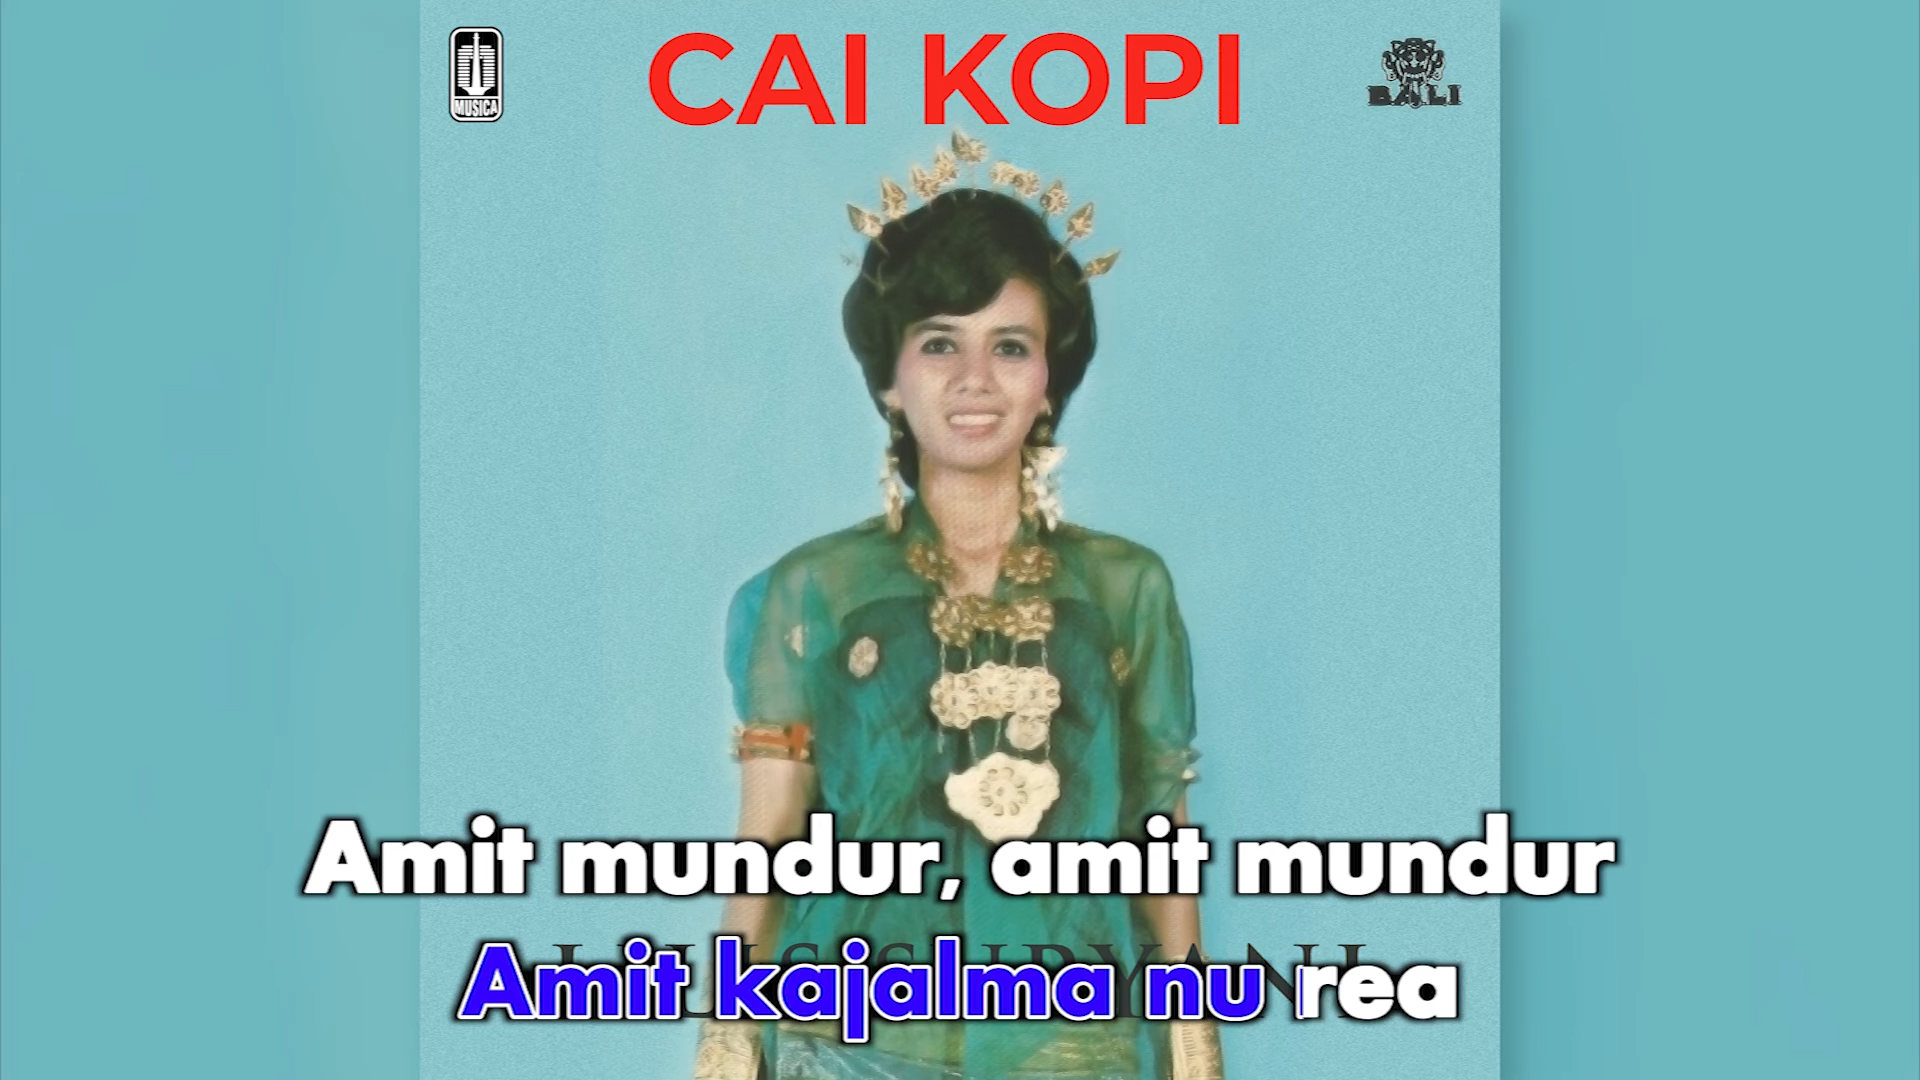 MUSICA
CAI KOPI
BALI
Amit mundur, amit mundur
Amit kajalma nu rea